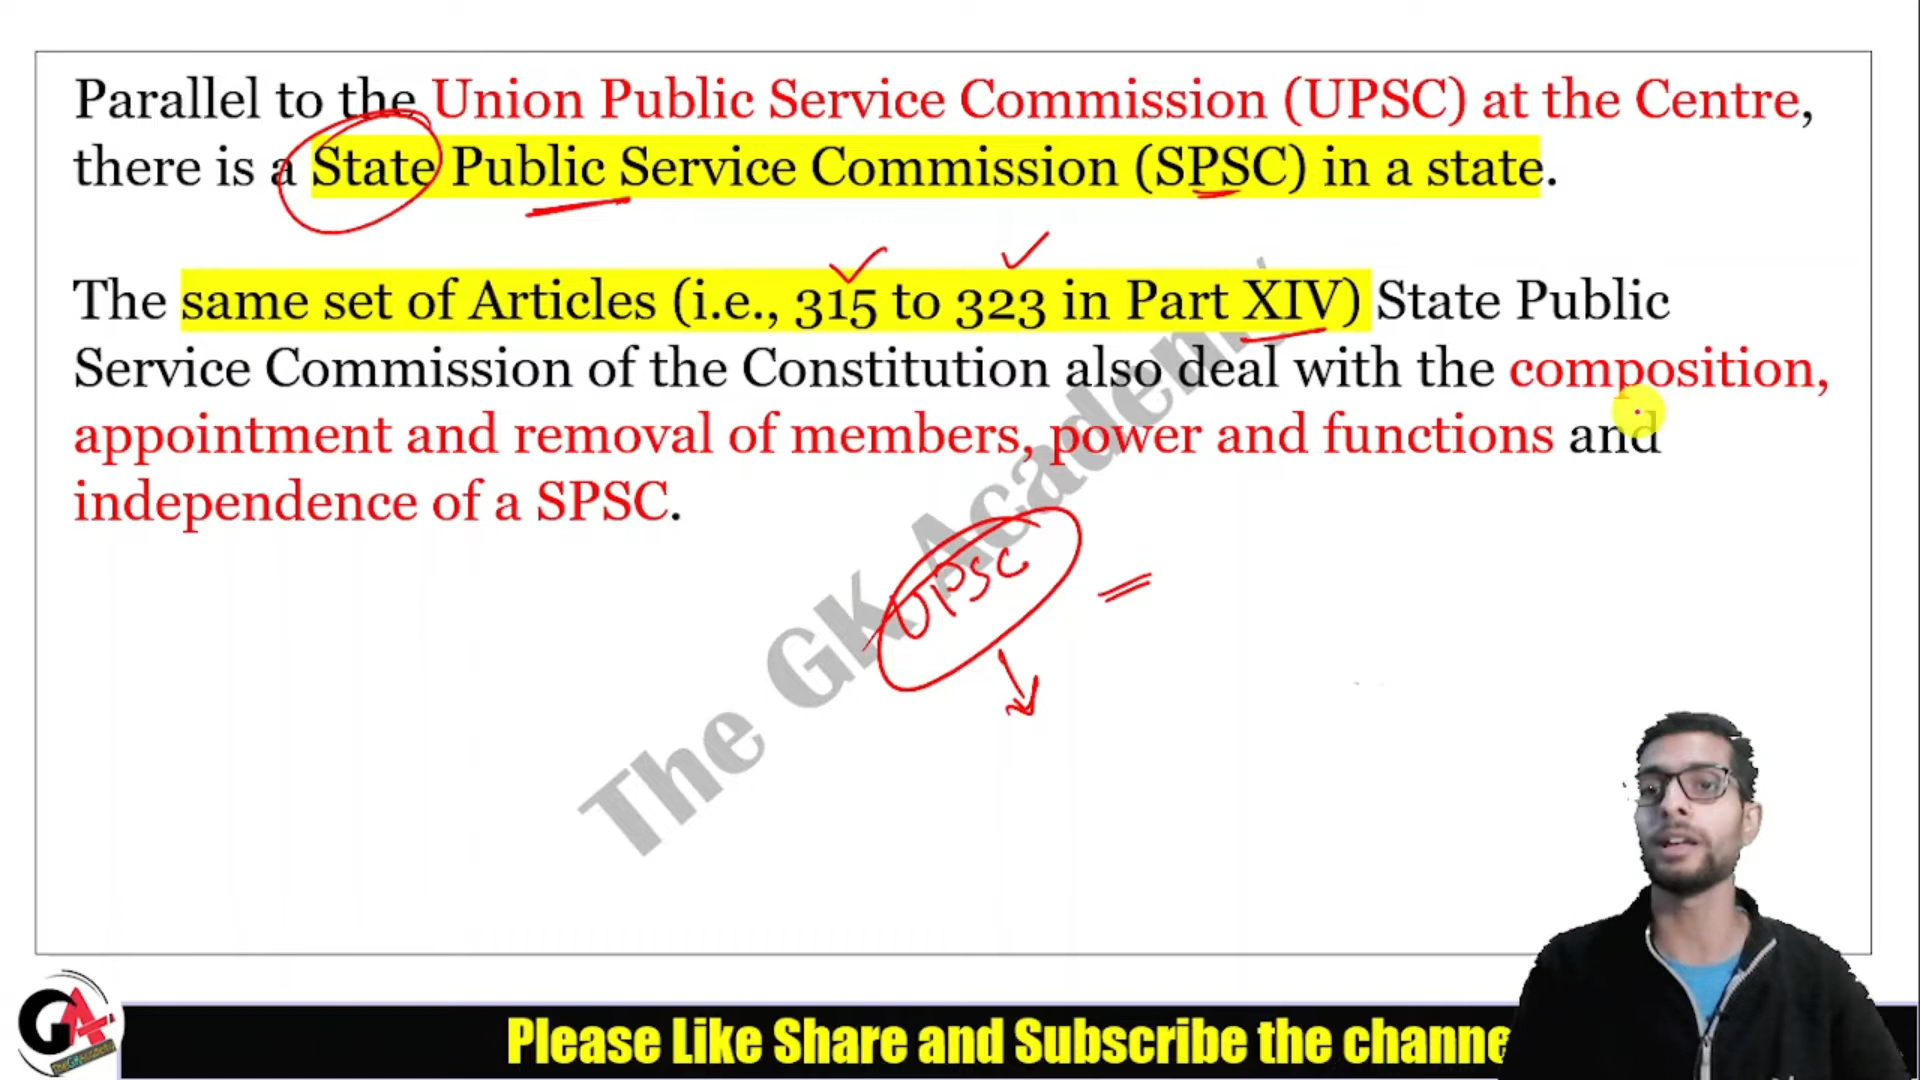 Parallel to the Union Public Service Commission (UPSC) at the Centre,
there is a State Public Service Commission (SPSC) in a state.
The same set of Articles (i.e., 315 to 323 in Part XIV) State Public
Service Commission of the Constitution also deal with the composition,
appointment and removal of members, power and functions and
independence of a SPSC.
UPSC
The GK Academy
GA
TheGKAcademy
Please Like Share and Subscribe the channe